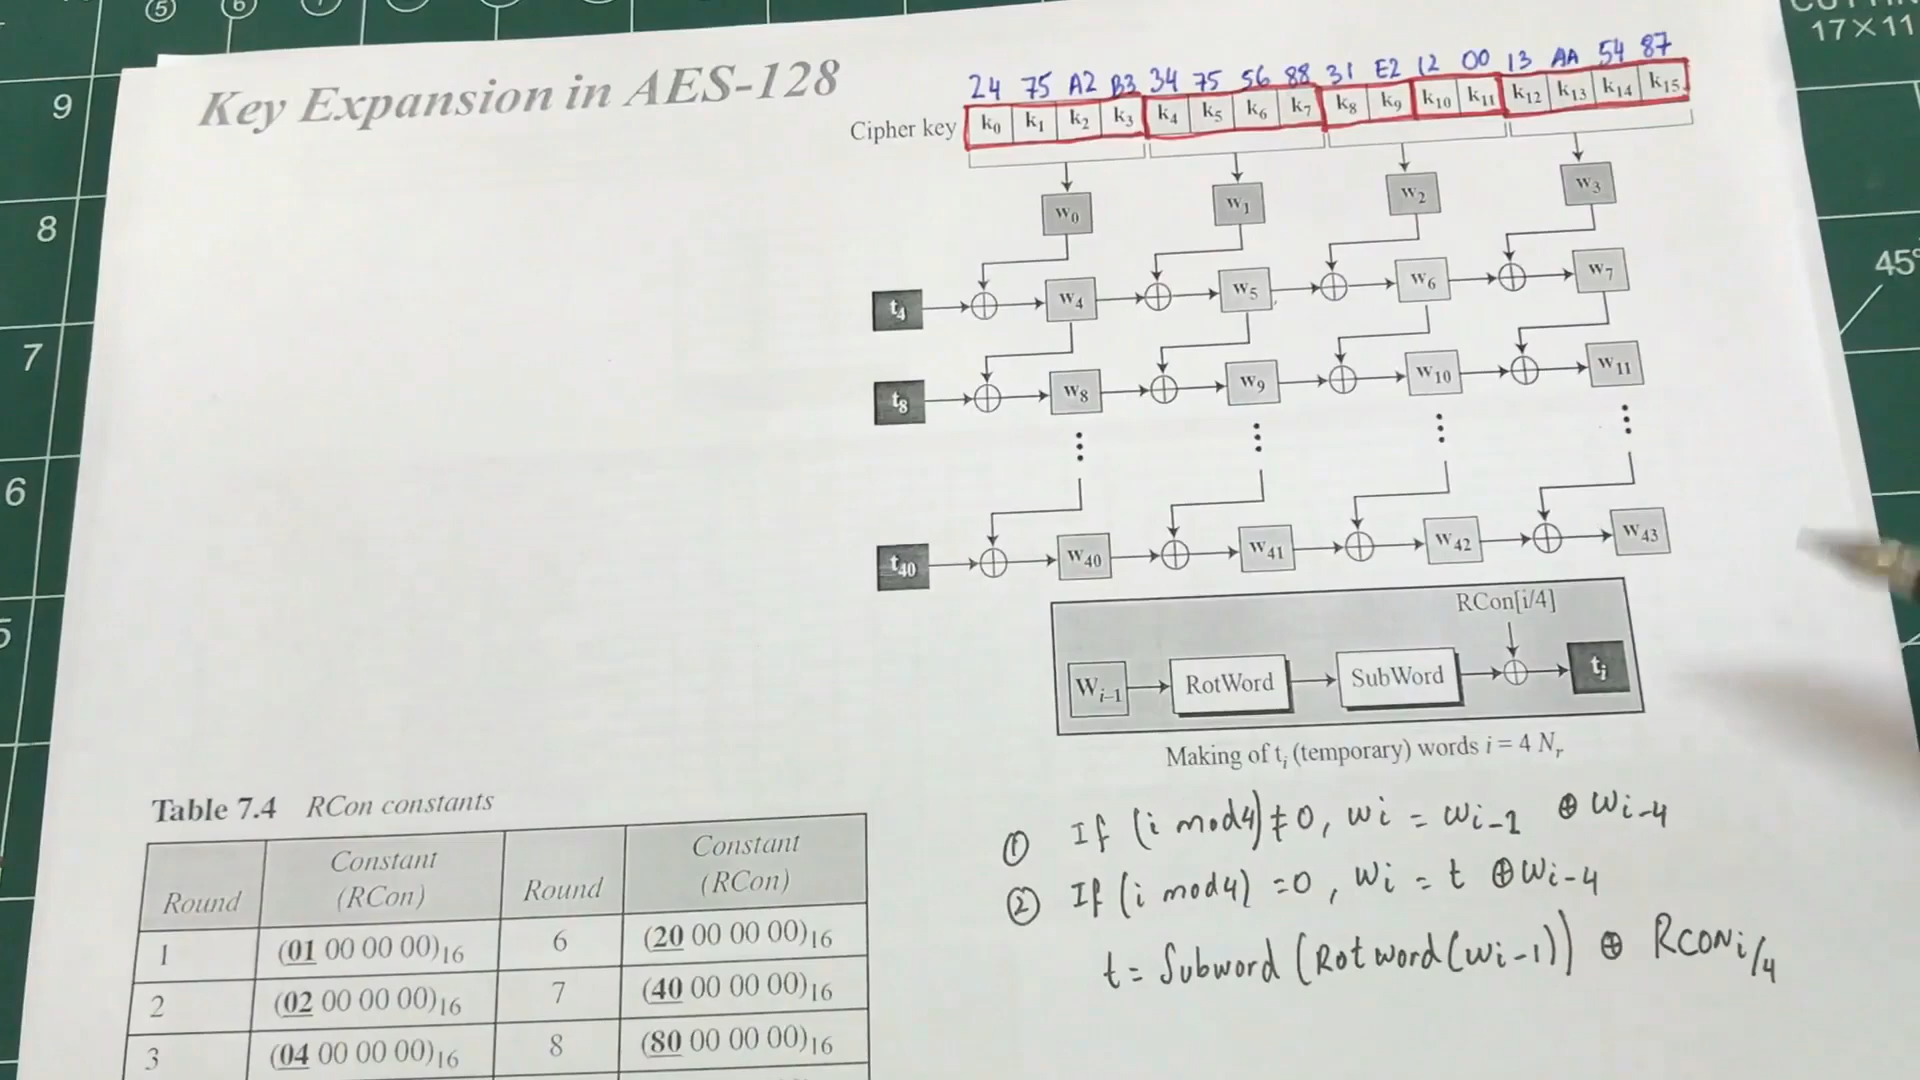 5 6 7
17×11
9
8
7
6
5
45°
Key Expansion in AES-128
24 75 A2 B3 34 75 56 88 31 E2 12 00 13 AA 54 87
Cipher key k0 k1 k2 k3 k4 k5 k6 k7 k8 k9 k10 k11 k12 k13 k14 k15
w0 w1 w2 w3
t4 w4 w5 w6 w7
t8 w8 w9 w10 w11
t40 w40 w41 w42 w43
RCon[i/4]
Wi–1 RotWord SubWord ti
Making of ti (temporary) words i = 4 Nr
① If (i mod4) ≠ 0, wi = wi-1 ⊕ wi-4
② If (i mod4) = 0, wi = t ⊕ wi-4
t = Subword (Rotword(wi-1)) ⊕ RCONi/4
Table 7.4 RCon constants
Round Constant (RCon) Round Constant (RCon)
1 (01 00 00 00)16 6 (20 00 00 00)16
2 (02 00 00 00)16 7 (40 00 00 00)16
3 (04 00 00 00)16 8 (80 00 00 00)16